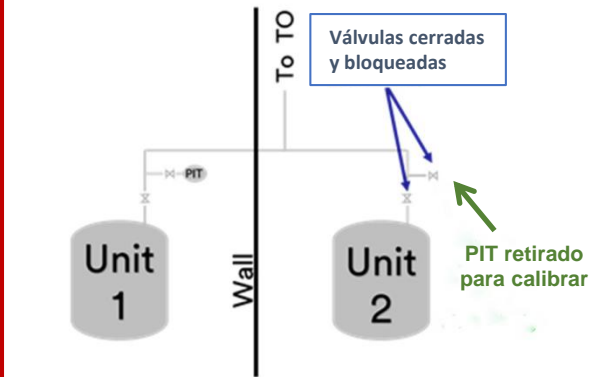 To TO
Válvulas cerradas
y bloqueadas
PIT
Unit
1
Wall
Unit
2
PIT retirado
para calibrar